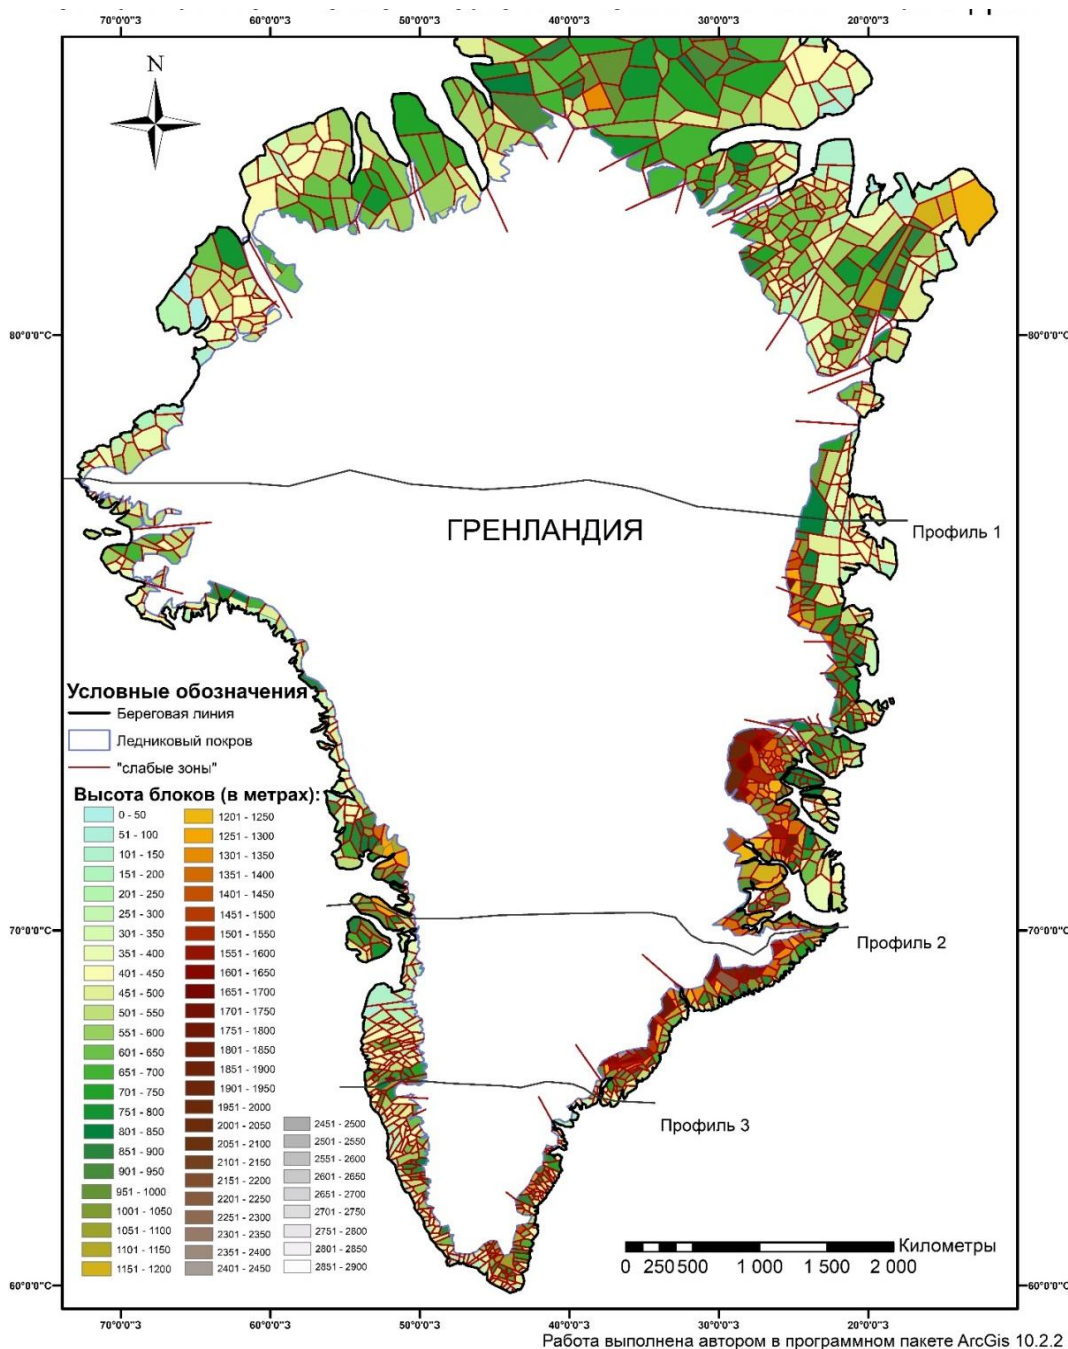 70°0'0"З 60°0'0"З 50°0'0"З 40°0'0"З 30°0'0"З 20°0'0"З
N
80°0'0"С 80°0'0"С
ГРЕНЛАНДИЯ
Профиль 1
Условные обозначения
Береговая линия
Ледниковый покров
"слабые зоны"
Высота блоков (в метрах):
0 - 50
51 - 100
101 - 150
151 - 200
201 - 250
251 - 300
301 - 350
351 - 400
401 - 450
451 - 500
501 - 550
551 - 600
601 - 650
651 - 700
701 - 750
751 - 800
801 - 850
851 - 900
901 - 950
951 - 1000
1001 - 1050
1051 - 1100
1101 - 1150
1151 - 1200
1201 - 1250
1251 - 1300
1301 - 1350
1351 - 1400
1401 - 1450
1451 - 1500
1501 - 1550
1551 - 1600
1601 - 1650
1651 - 1700
1701 - 1750
1751 - 1800
1801 - 1850
1851 - 1900
1901 - 1950
1951 - 2000
2001 - 2050
2051 - 2100
2101 - 2150
2151 - 2200
2201 - 2250
2251 - 2300
2301 - 2350
2351 - 2400
2401 - 2450
2451 - 2500
2501 - 2550
2551 - 2600
2601 - 2650
2651 - 2700
2701 - 2750
2751 - 2800
2801 - 2850
2851 - 2900
70°0'0"С 70°0'0"С
Профиль 2
Профиль 3
Километры
0 250 500 1 000 1 500 2 000
60°0'0"С 60°0'0"С
70°0'0"З 60°0'0"З 50°0'0"З 40°0'0"З 30°0'0"З 20°0'0"З
Работа выполнена автором в программном пакете ArcGis 10.2.2